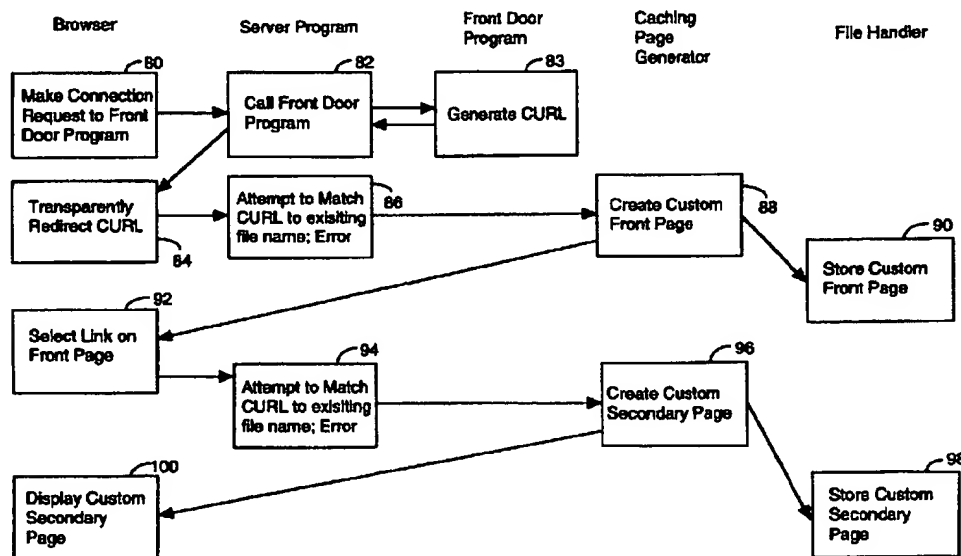 Browser
Server Program
Front Door
Program
Caching
Page
Generator
File Handler
80
Make Connection
Request to Front
Door Program
82
Call Front Door
Program
83
Generate CURL
Transparently
Redirect CURL
84
Attempt to Match
CURL to exisiting
file name; Error
86
Create Custom
Front Page
88
90
Store Custom
Front Page
92
Select Link on
Front Page
94
Attempt to Match
CURL to exisiting
file name; Error
96
Create Custom
Secondary Page
98
Store Custom
Secondary
Page
100
Display Custom
Secondary
Page